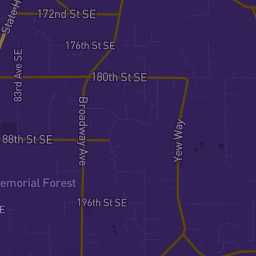 172nd St SE
State H
176th St SE
83rd Ave SE
180th St SE
Broadway Ave
Yew Way
88th St SE
emorial Forest
196th St SE
E